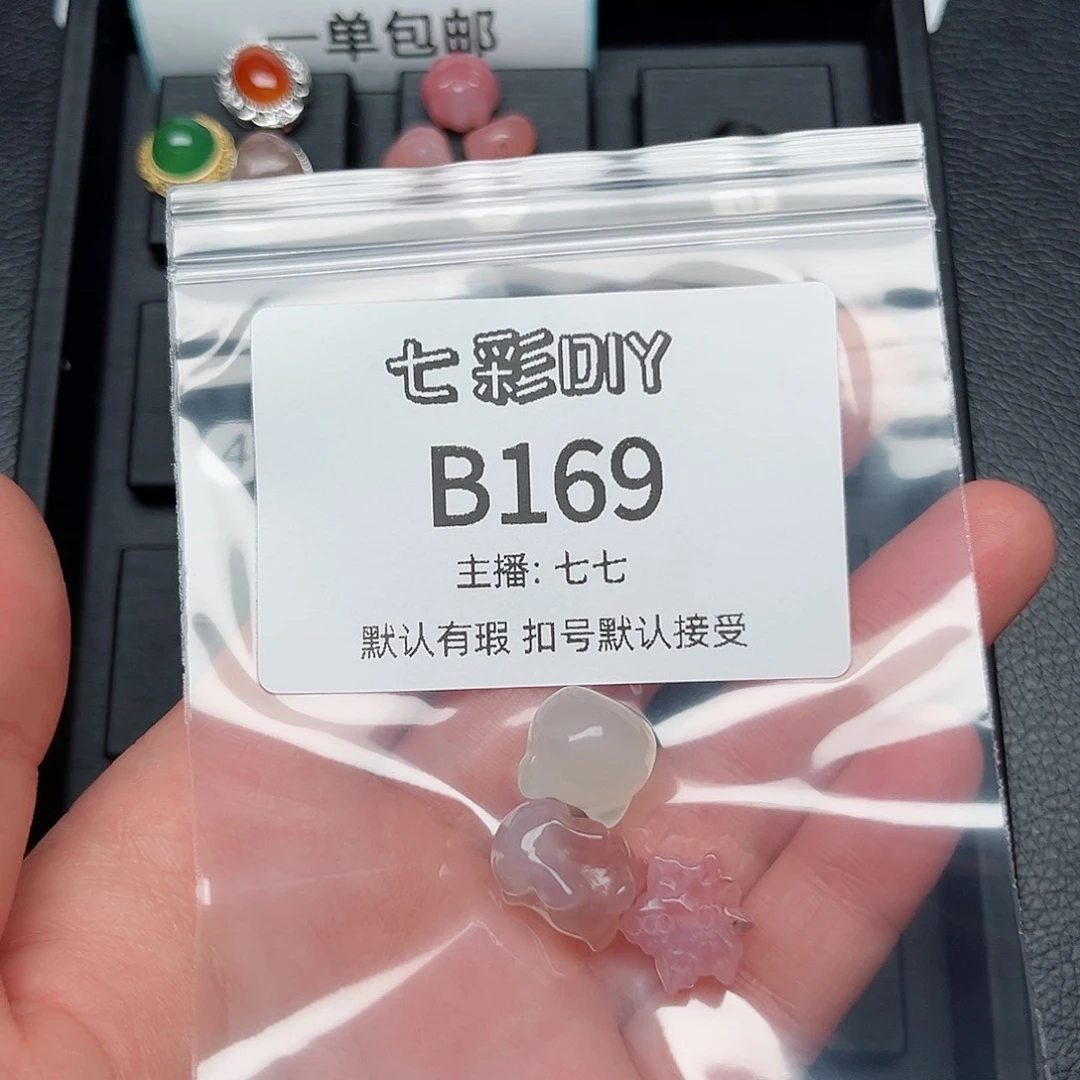 一单包邮
七彩DIY
B169
主播: 七七
默认有瑕 扣号默认接受
4